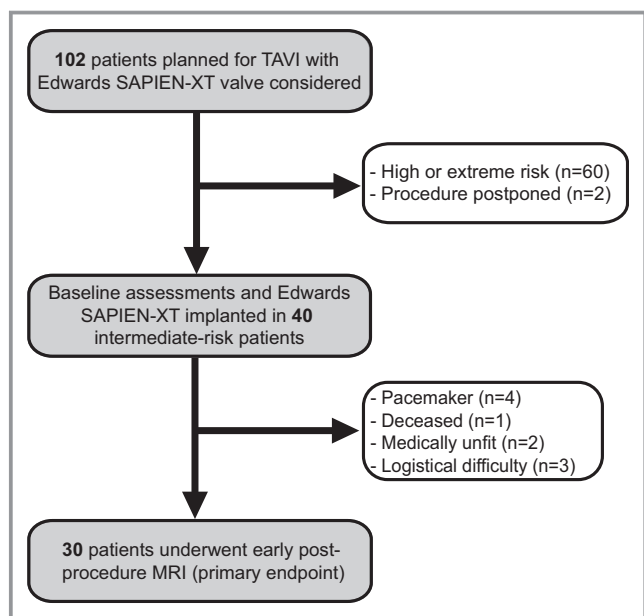 102 patients planned for TAVI with
Edwards SAPIEN-XT valve considered
- High or extreme risk (n=60)
- Procedure postponed (n=2)
Baseline assessments and Edwards
SAPIEN-XT implanted in 40
intermediate-risk patients
- Pacemaker (n=4)
- Deceased (n=1)
- Medically unfit (n=2)
- Logistical difficulty (n=3)
30 patients underwent early post-
procedure MRI (primary endpoint)